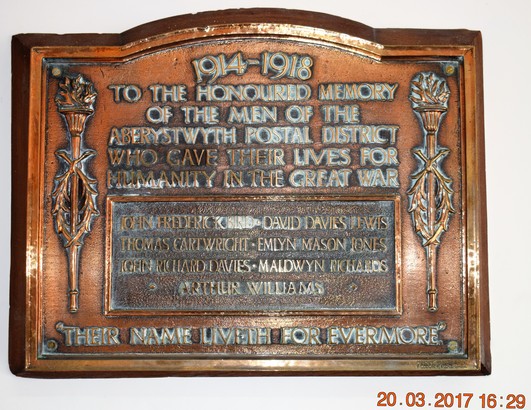 1914-1918
TO THE HONOURED MEMORY
OF THE MEN OF THE
ABERYSTWYTH POSTAL DISTRICT
WHO GAVE THEIR LIVES FOR
HUMANITY IN THE GREAT WAR
JOHN FREDERICK · DAVID DAVIES LEWIS
THOMAS CARTWRIGHT · EMLYN MASON JONES
JOHN RICHARD DAVIES · MALDWYN RICHARDS
· ARTHUR WILLIAMS ·
"THEIR NAME LIVETH FOR EVERMORE"
20.03.2017 16:29